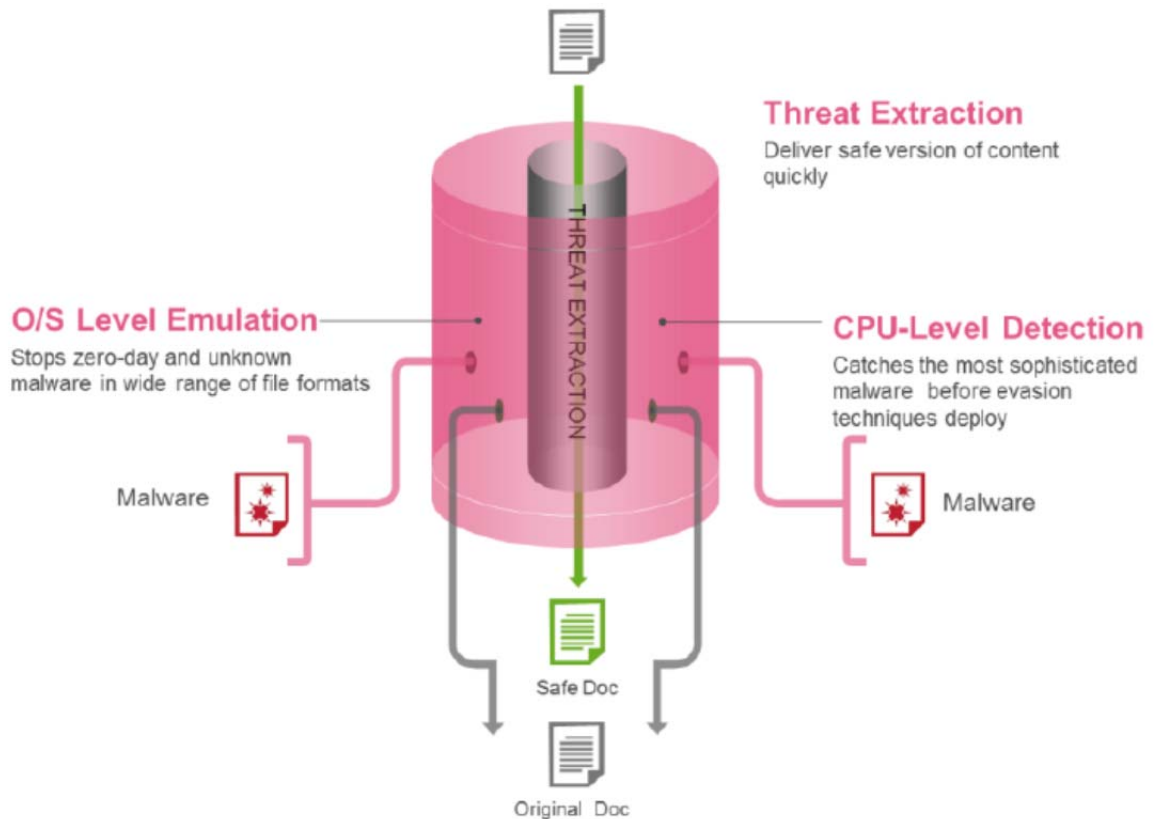 Threat Extraction
Deliver safe version of content
quickly
THREAT EXTRACTION
O/S Level Emulation
Stops zero-day and unknown
malware in wide range of file formats
CPU-Level Detection
Catches the most sophisticated
malware before evasion
techniques deploy
Malware
Malware
Safe Doc
Original Doc